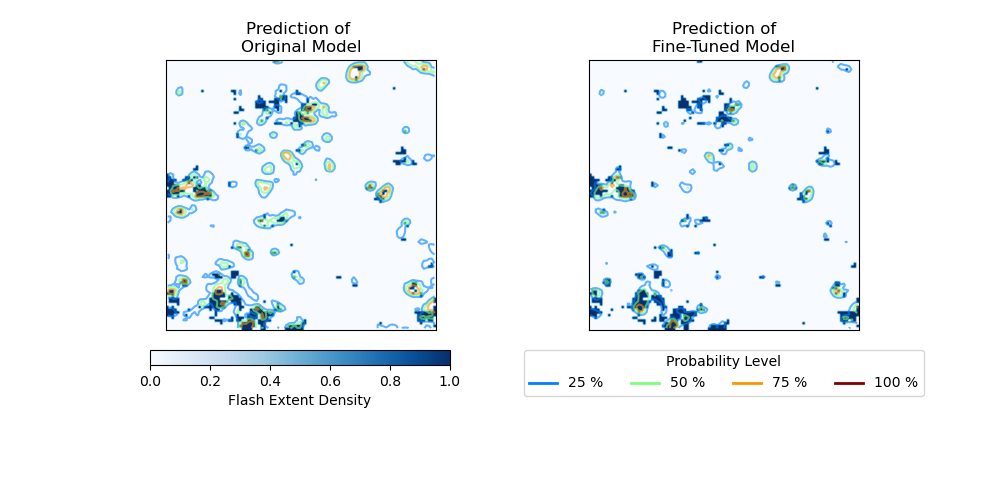 Prediction of
Original Model
Prediction of
Fine-Tuned Model
0.0 0.2 0.4 0.6 0.8 1.0
Flash Extent Density
Probability Level
25 % 50 % 75 % 100 %